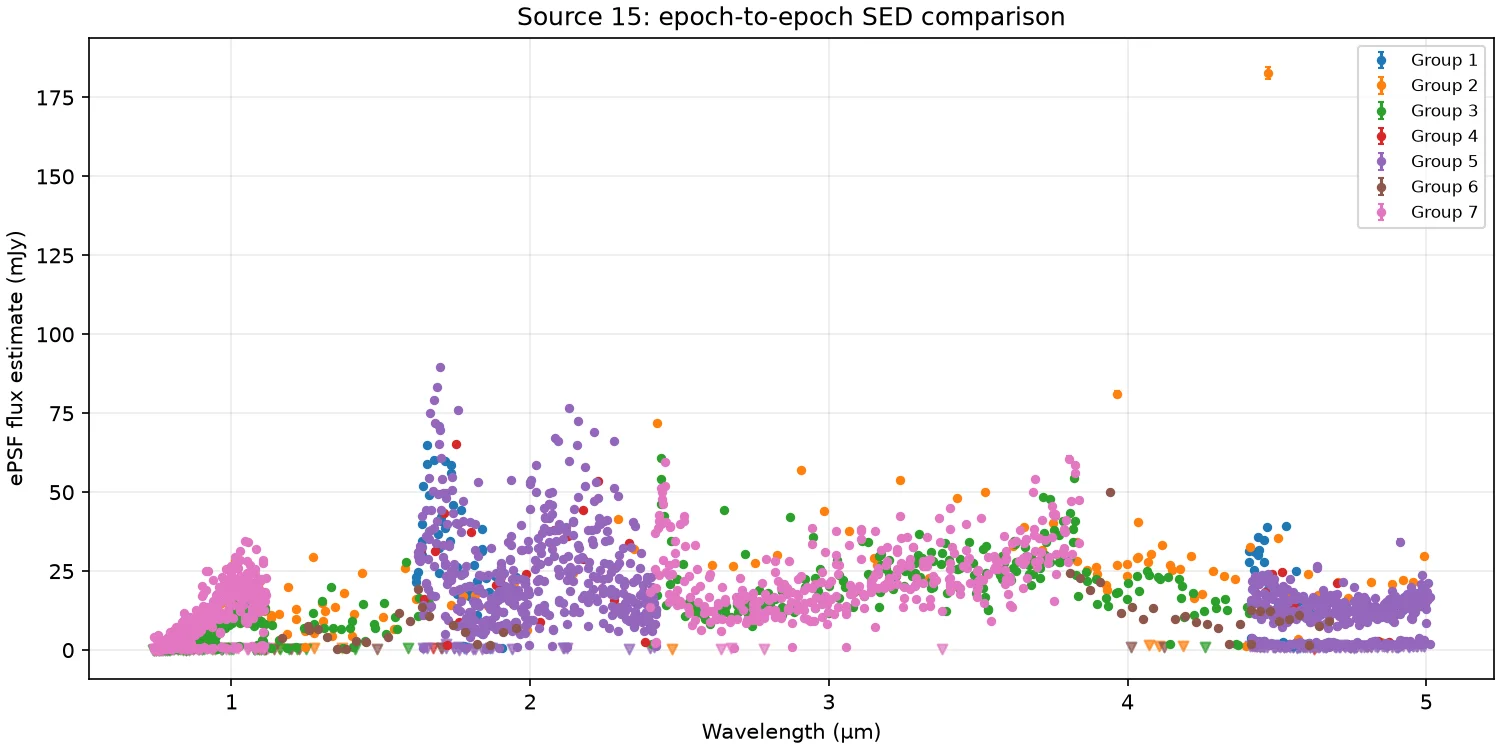 Source 15: epoch-to-epoch SED comparison
ePSF flux estimate (mJy)
175
150
125
100
75
50
25
0
1
2
3
4
5
Wavelength (μm)
Group 1
Group 2
Group 3
Group 4
Group 5
Group 6
Group 7